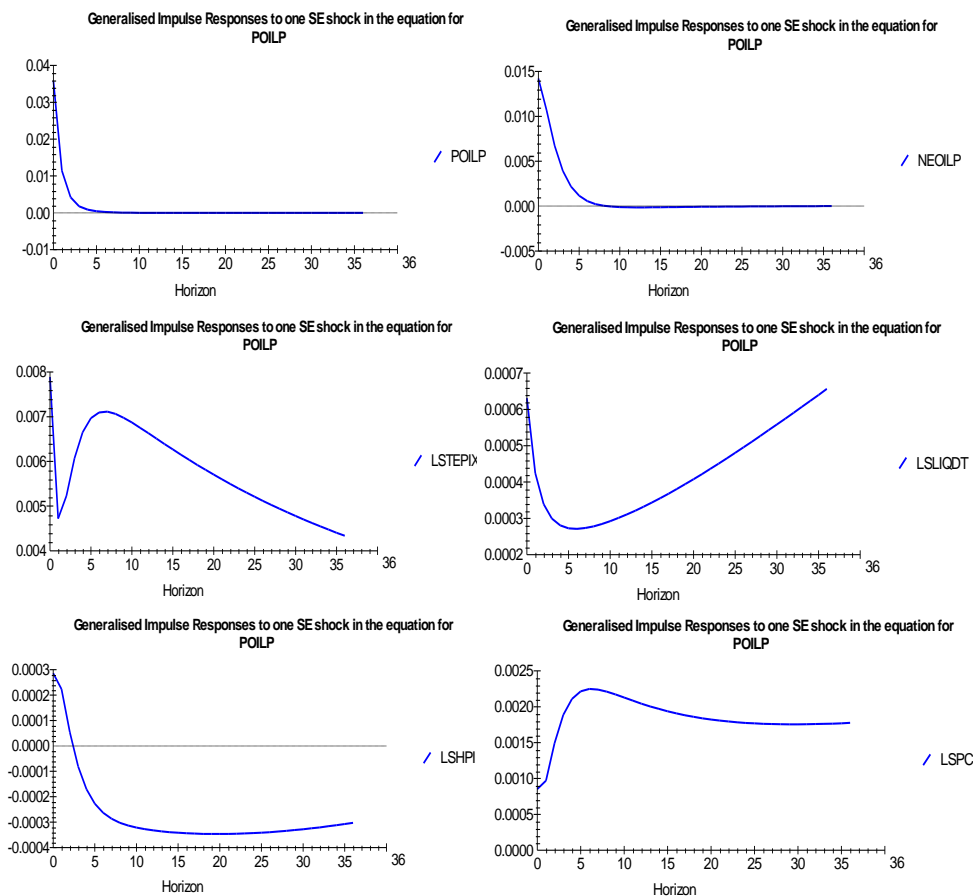 Generalised Impulse Responses to one SE shock in the equation for
POILP
0.04
0.03
0.02
0.01
0.00
-0.01
0 5 10 15 20 25 30 35 36
Horizon
POILP
Generalised Impulse Responses to one SE shock in the equation for
POILP
0.015
0.010
0.005
0.000
-0.005
0 5 10 15 20 25 30 35 36
Horizon
NEOILP
Generalised Impulse Responses to one SE shock in the equation for
POILP
0.008
0.007
0.006
0.005
0.004
0 5 10 15 20 25 30 35 36
Horizon
LSTEPIX
Generalised Impulse Responses to one SE shock in the equation for
POILP
0.0007
0.0006
0.0005
0.0004
0.0003
0.0002
0 5 10 15 20 25 30 35 36
Horizon
LSLIQDT
Generalised Impulse Responses to one SE shock in the equation for
POILP
0.0003
0.0002
0.0001
0.0000
-0.0001
-0.0002
-0.0003
-0.0004
0 5 10 15 20 25 30 35 36
Horizon
LSHPI
Generalised Impulse Responses to one SE shock in the equation for
POILP
0.0025
0.0020
0.0015
0.0010
0.0005
0.0000
0 5 10 15 20 25 30 35 36
Horizon
LSPC